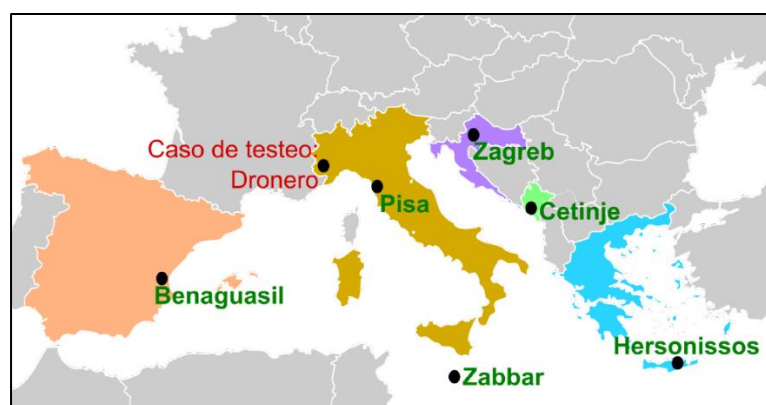 Caso de testeo:
Dronero
Zagreb
Pisa
Cetinje
Benaguasil
Hersonissos
Zabbar